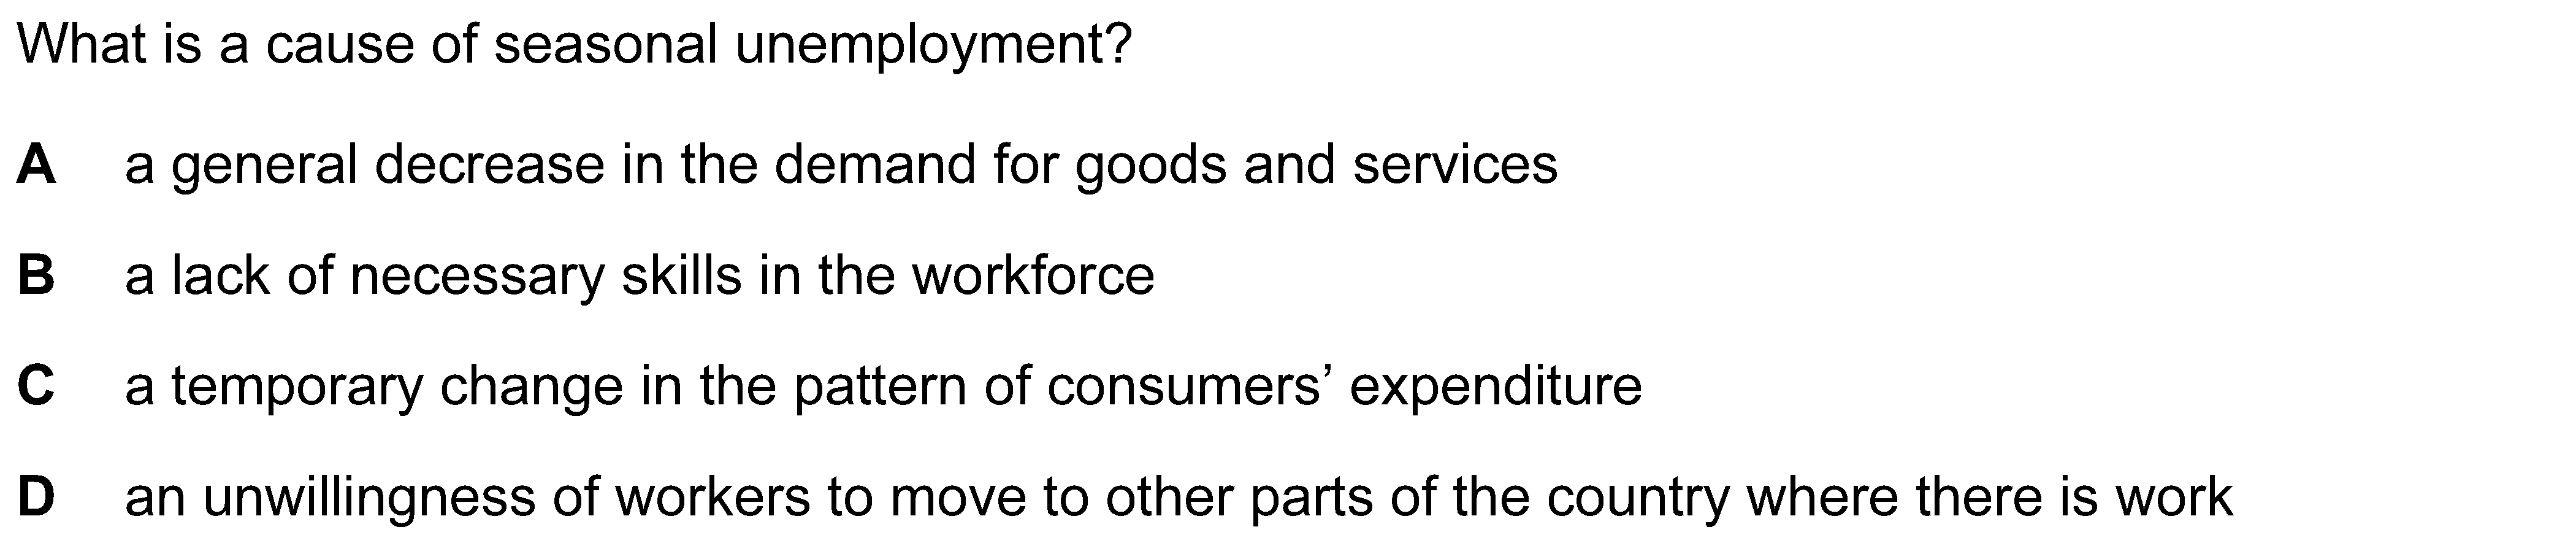 What is a cause of seasonal unemployment?
A a general decrease in the demand for goods and services
B a lack of necessary skills in the workforce
C a temporary change in the pattern of consumers’ expenditure
D an unwillingness of workers to move to other parts of the country where there is work